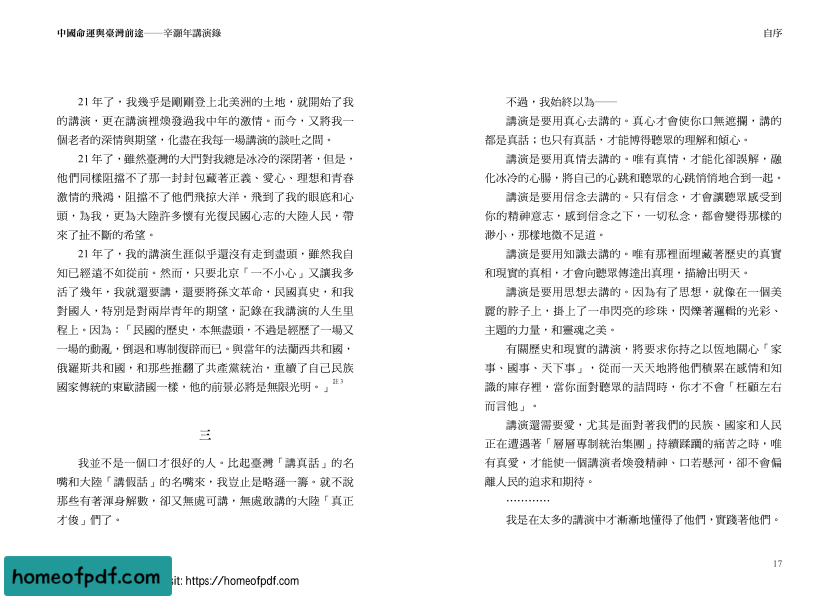 中國命運與臺灣前途——辛灝年講演錄
21 年了，我幾乎是剛剛登上北美洲的土地，就開始了我
的講演，更在講演裡煥發過我中年的激情。而今，又將我一
個老者的深情與期望，化盡在我每一場講演的談吐之間。
21 年了，雖然臺灣的大門對我總是冰冷的深閉著，但是，
他們同樣阻擋不了那一封封包藏著正義、愛心、理想和青春
激情的飛鴻，阻擋不了他們飛掠大洋，飛到了我的眼底和心
頭，為我，更為大陸許多懷有光復民國心志的大陸人民，帶
來了扯不斷的希望。
21 年了，我的講演生涯似乎還沒有走到盡頭，雖然我自
知已經遠不如從前。然而，只要北京「一不小心」又讓我多
活了幾年，我就還要講，還要將孫文革命，民國真史，和我
對國人，特別是對兩岸青年的期望，記錄在我講演的人生里
程上。因為：「民國的歷史，本無盡頭，不過是經歷了一場又
一場的動亂，倒退和專制復辟而已。與當年的法蘭西共和國，
俄羅斯共和國，和那些推翻了共產黨統治，重續了自己民族
國家傳統的東歐諸國一樣，他的前景必將是無限光明。」註 3
三
我並不是一個口才很好的人。比起臺灣「講真話」的名
嘴和大陸「講假話」的名嘴來，我豈止是略遜一籌。就不說
那些有著渾身解數，卻又無處可講，無處敢講的大陸「真正
才俊」們了。
自序
不過，我始終以為——
講演是要用真心去講的。真心才會使你口無遮攔，講的
都是真話；也只有真話，才能博得聽眾的理解和傾心。
講演是要用真情去講的。唯有真情，才能化卻誤解，融
化冰冷的心腸，將自己的心跳和聽眾的心跳悄悄地合到一起。
講演是要用信念去講的。只有信念，才會讓聽眾感受到
你的精神意志，感到信念之下，一切私念，都會變得那樣的
渺小，那樣地微不足道。
講演是要用知識去講的。唯有那裡面埋藏著歷史的真實
和現實的真相，才會向聽眾傳達出真理，描繪出明天。
講演是要用思想去講的。因為有了思想，就像在一個美
麗的脖子上，掛上了一串閃亮的珍珠，閃爍著邏輯的光彩、
主題的力量，和靈魂之美。
有關歷史和現實的講演，將要求你持之以恆地關心「家
事、國事、天下事」，從而一天天地將他們積累在感情和知
識的庫存裡，當你面對聽眾的詰問時，你才不會「枉顧左右
而言他」。
講演還需要愛，尤其是面對著我們的民族、國家和人民
正在遭遇著「層層專制統治集團」持續蹂躪的痛苦之時，唯
有真愛，才能使一個講演者煥發精神、口若懸河，卻不會偏
離人民的追求和期待。
…………
我是在太多的講演中才漸漸地懂得了他們，實踐著他們。
17
homeofpdf.com
sit: https://homeofpdf.com